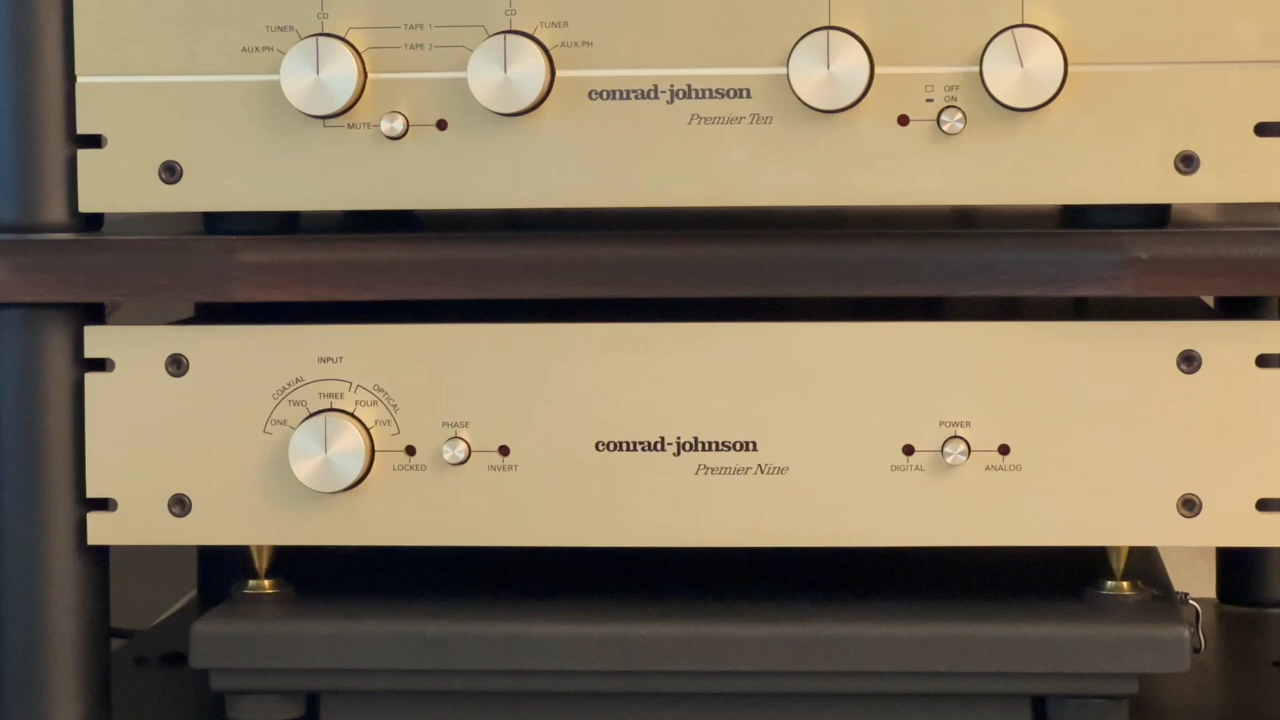 CD CD
TUNER TAPE 1 TUNER
AUX/PH TAPE 2 AUX/PH
conrad-johnson
Premier Ten
MUTE
OFF
ON
INPUT
COAXIAL OPTICAL
ONE TWO THREE FOUR FIVE
LOCKED
PHASE
INVERT
conrad-johnson
Premier Nine
POWER
DIGITAL ANALOG